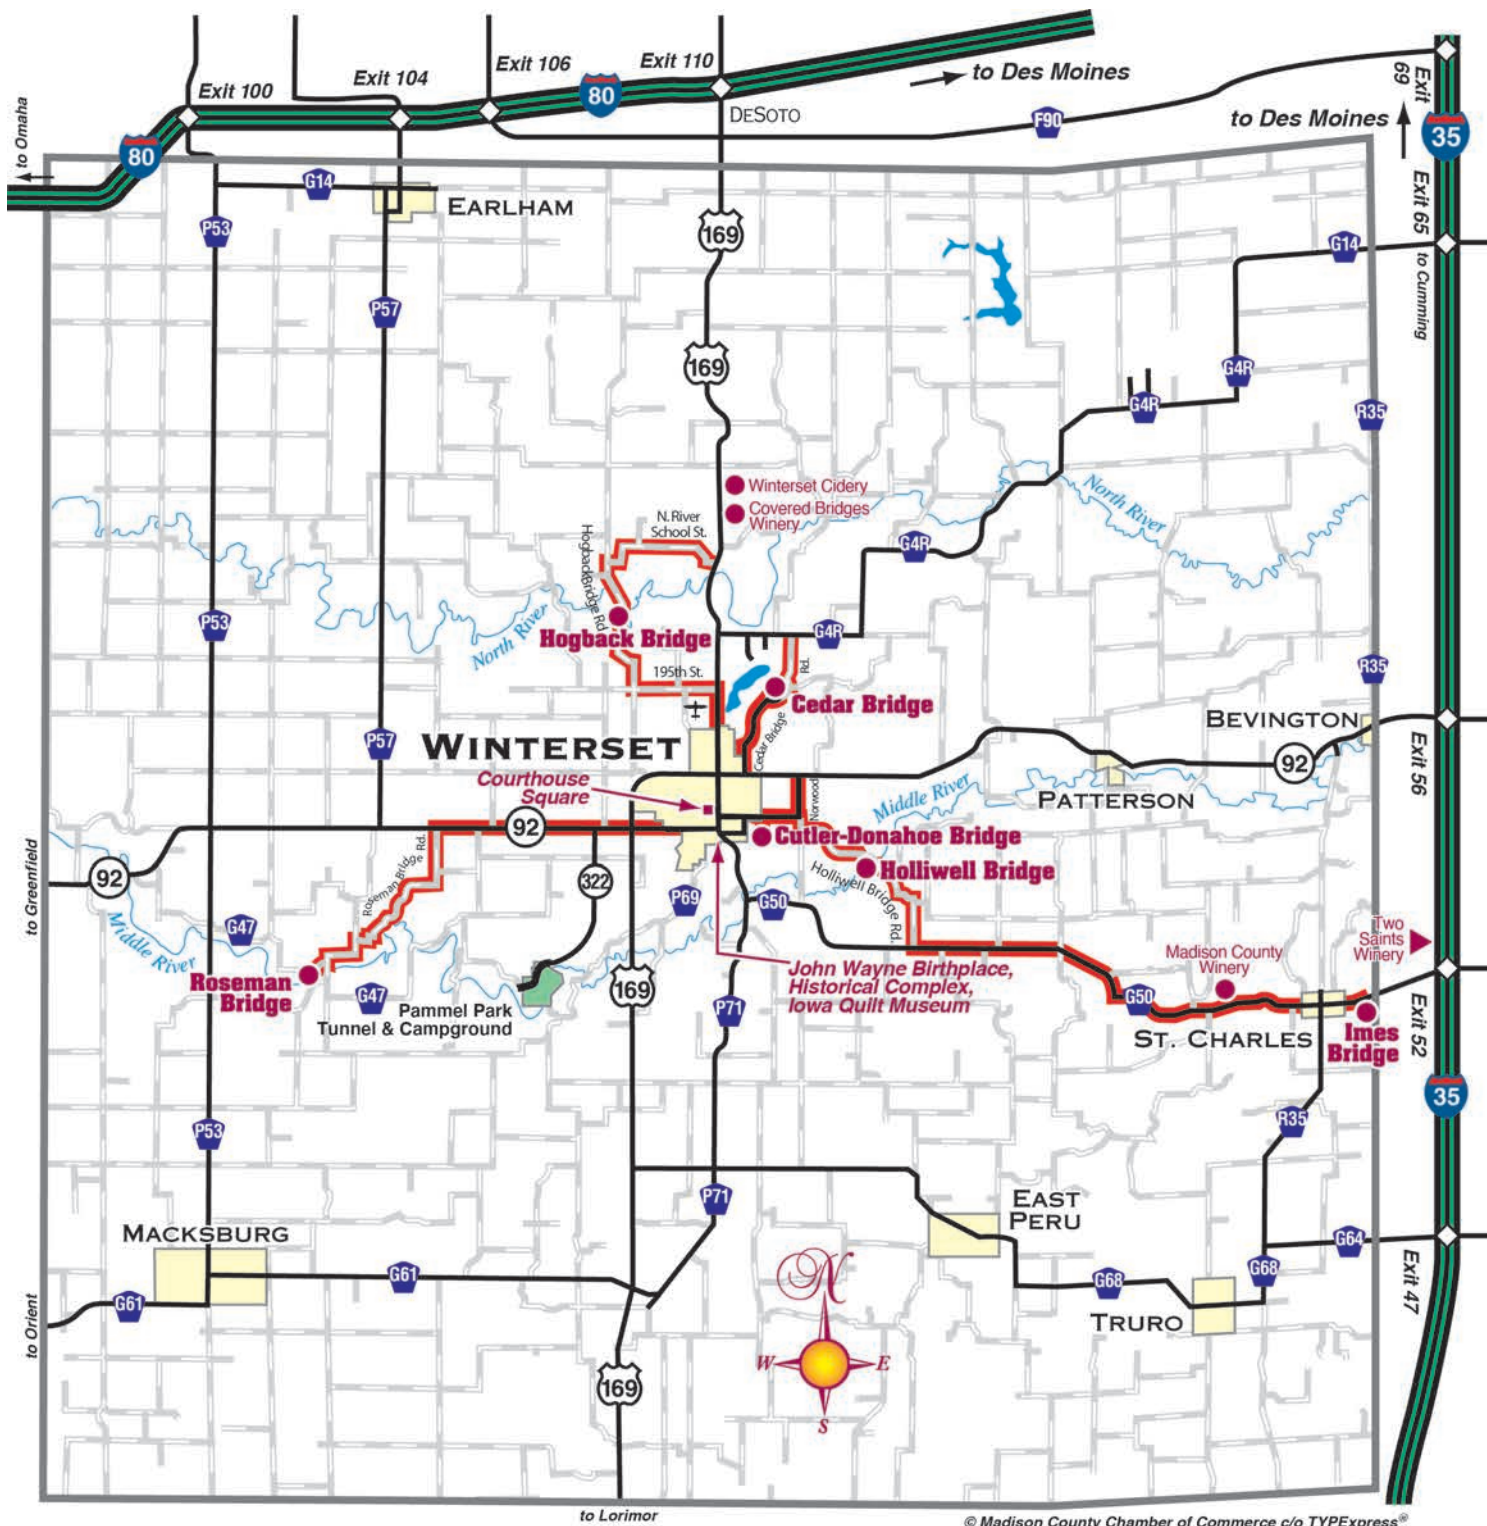 Exit 100
Exit 104
Exit 106
Exit 110
80
to Des Moines
DESOTO
F90
Exit 69
to Des Moines
35
to Omaha
80
G14
EARLHAM
P53
169
Exit 65
to Cumming
G14
P57
169
G4R
G4R
R35
Winterset Cidery
Covered Bridges
Winery
North River
N. River
School St.
Hogback Bridge Rd.
G4R
P53
North River
Hogback Bridge
G4R
195th St.
Rd.
R35
Cedar Bridge
Cedar Bridge
BEVINGTON
P57
WINTERSET
92
Exit 56
Courthouse
Square
Norwood
Middle River
PATTERSON
92
Cutler-Donahoe Bridge
Roseman Bridge Rd.
Holliwell Bridge
Holliwell Bridge Rd.
to Greenfield
92
322
P69
G50
Middle River
G47
Two
Saints
Winery
Madison County
Winery
Roseman
Bridge
G47
Pammel Park
Tunnel & Campground
169
John Wayne Birthplace,
Historical Complex,
Iowa Quilt Museum
P71
G50
ST. CHARLES
Imes
Bridge
Exit 52
35
P53
R35
P71
EAST
PERU
MACKSBURG
G61
G61
G64
G68
G68
Exit 47
TRURO
to Orient
N
W
E
S
169
to Lorimor
© Madison County Chamber of Commerce c/o TYPExpress®